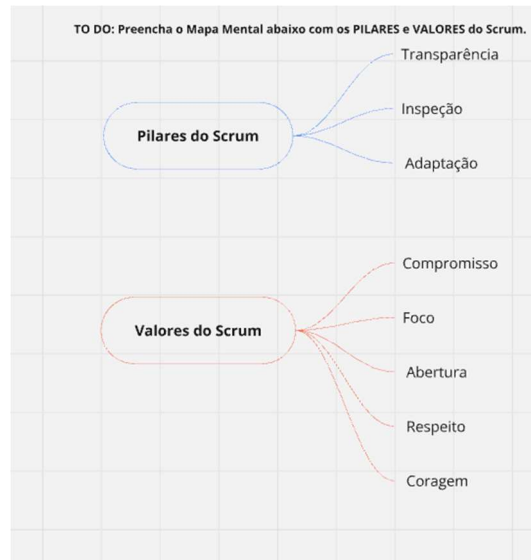 TO DO: Preencha o Mapa Mental abaixo com os PILARES e VALORES do Scrum.
Pilares do Scrum
Transparência
Inspeção
Adaptação
Valores do Scrum
Compromisso
Foco
Abertura
Respeito
Coragem